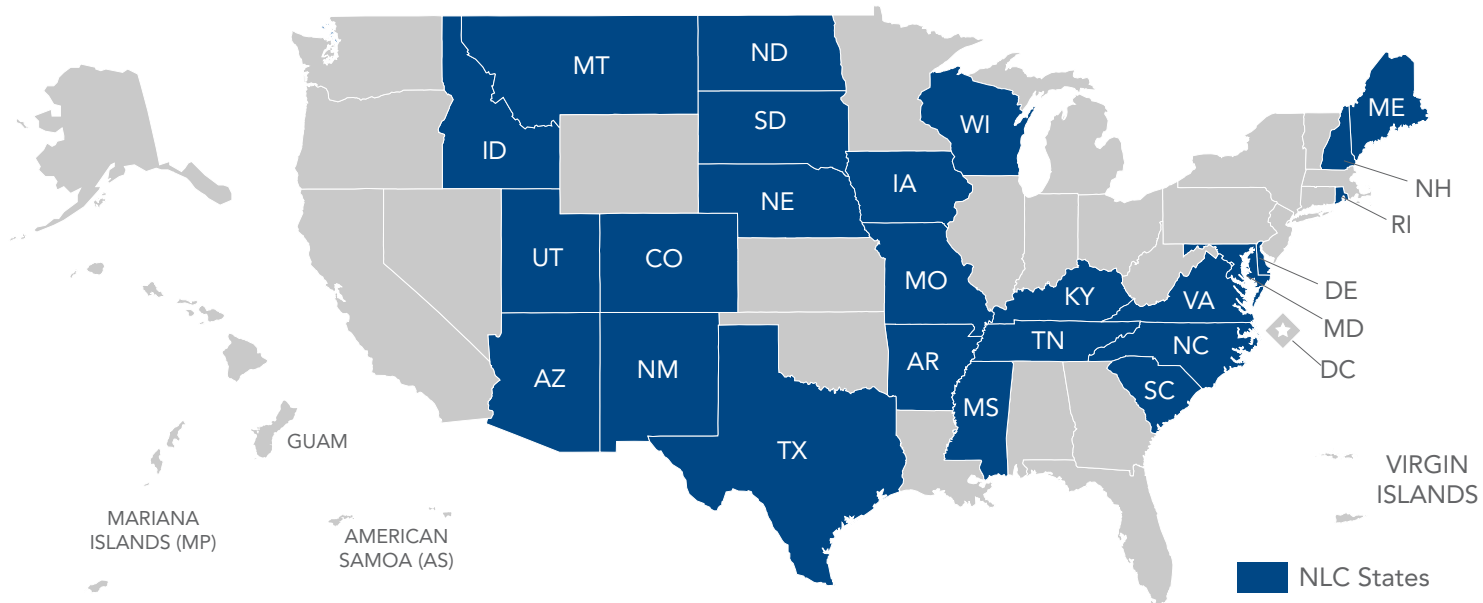 MT
ND
ME
SD
WI
ID
IA
NH
NE
RI
UT
CO
MO
KY
VA
DE
MD
TN
NC
AR
DC
AZ
NM
SC
MS
GUAM
TX
VIRGIN
ISLANDS
MARIANA
ISLANDS (MP)
AMERICAN
SAMOA (AS)
NLC States